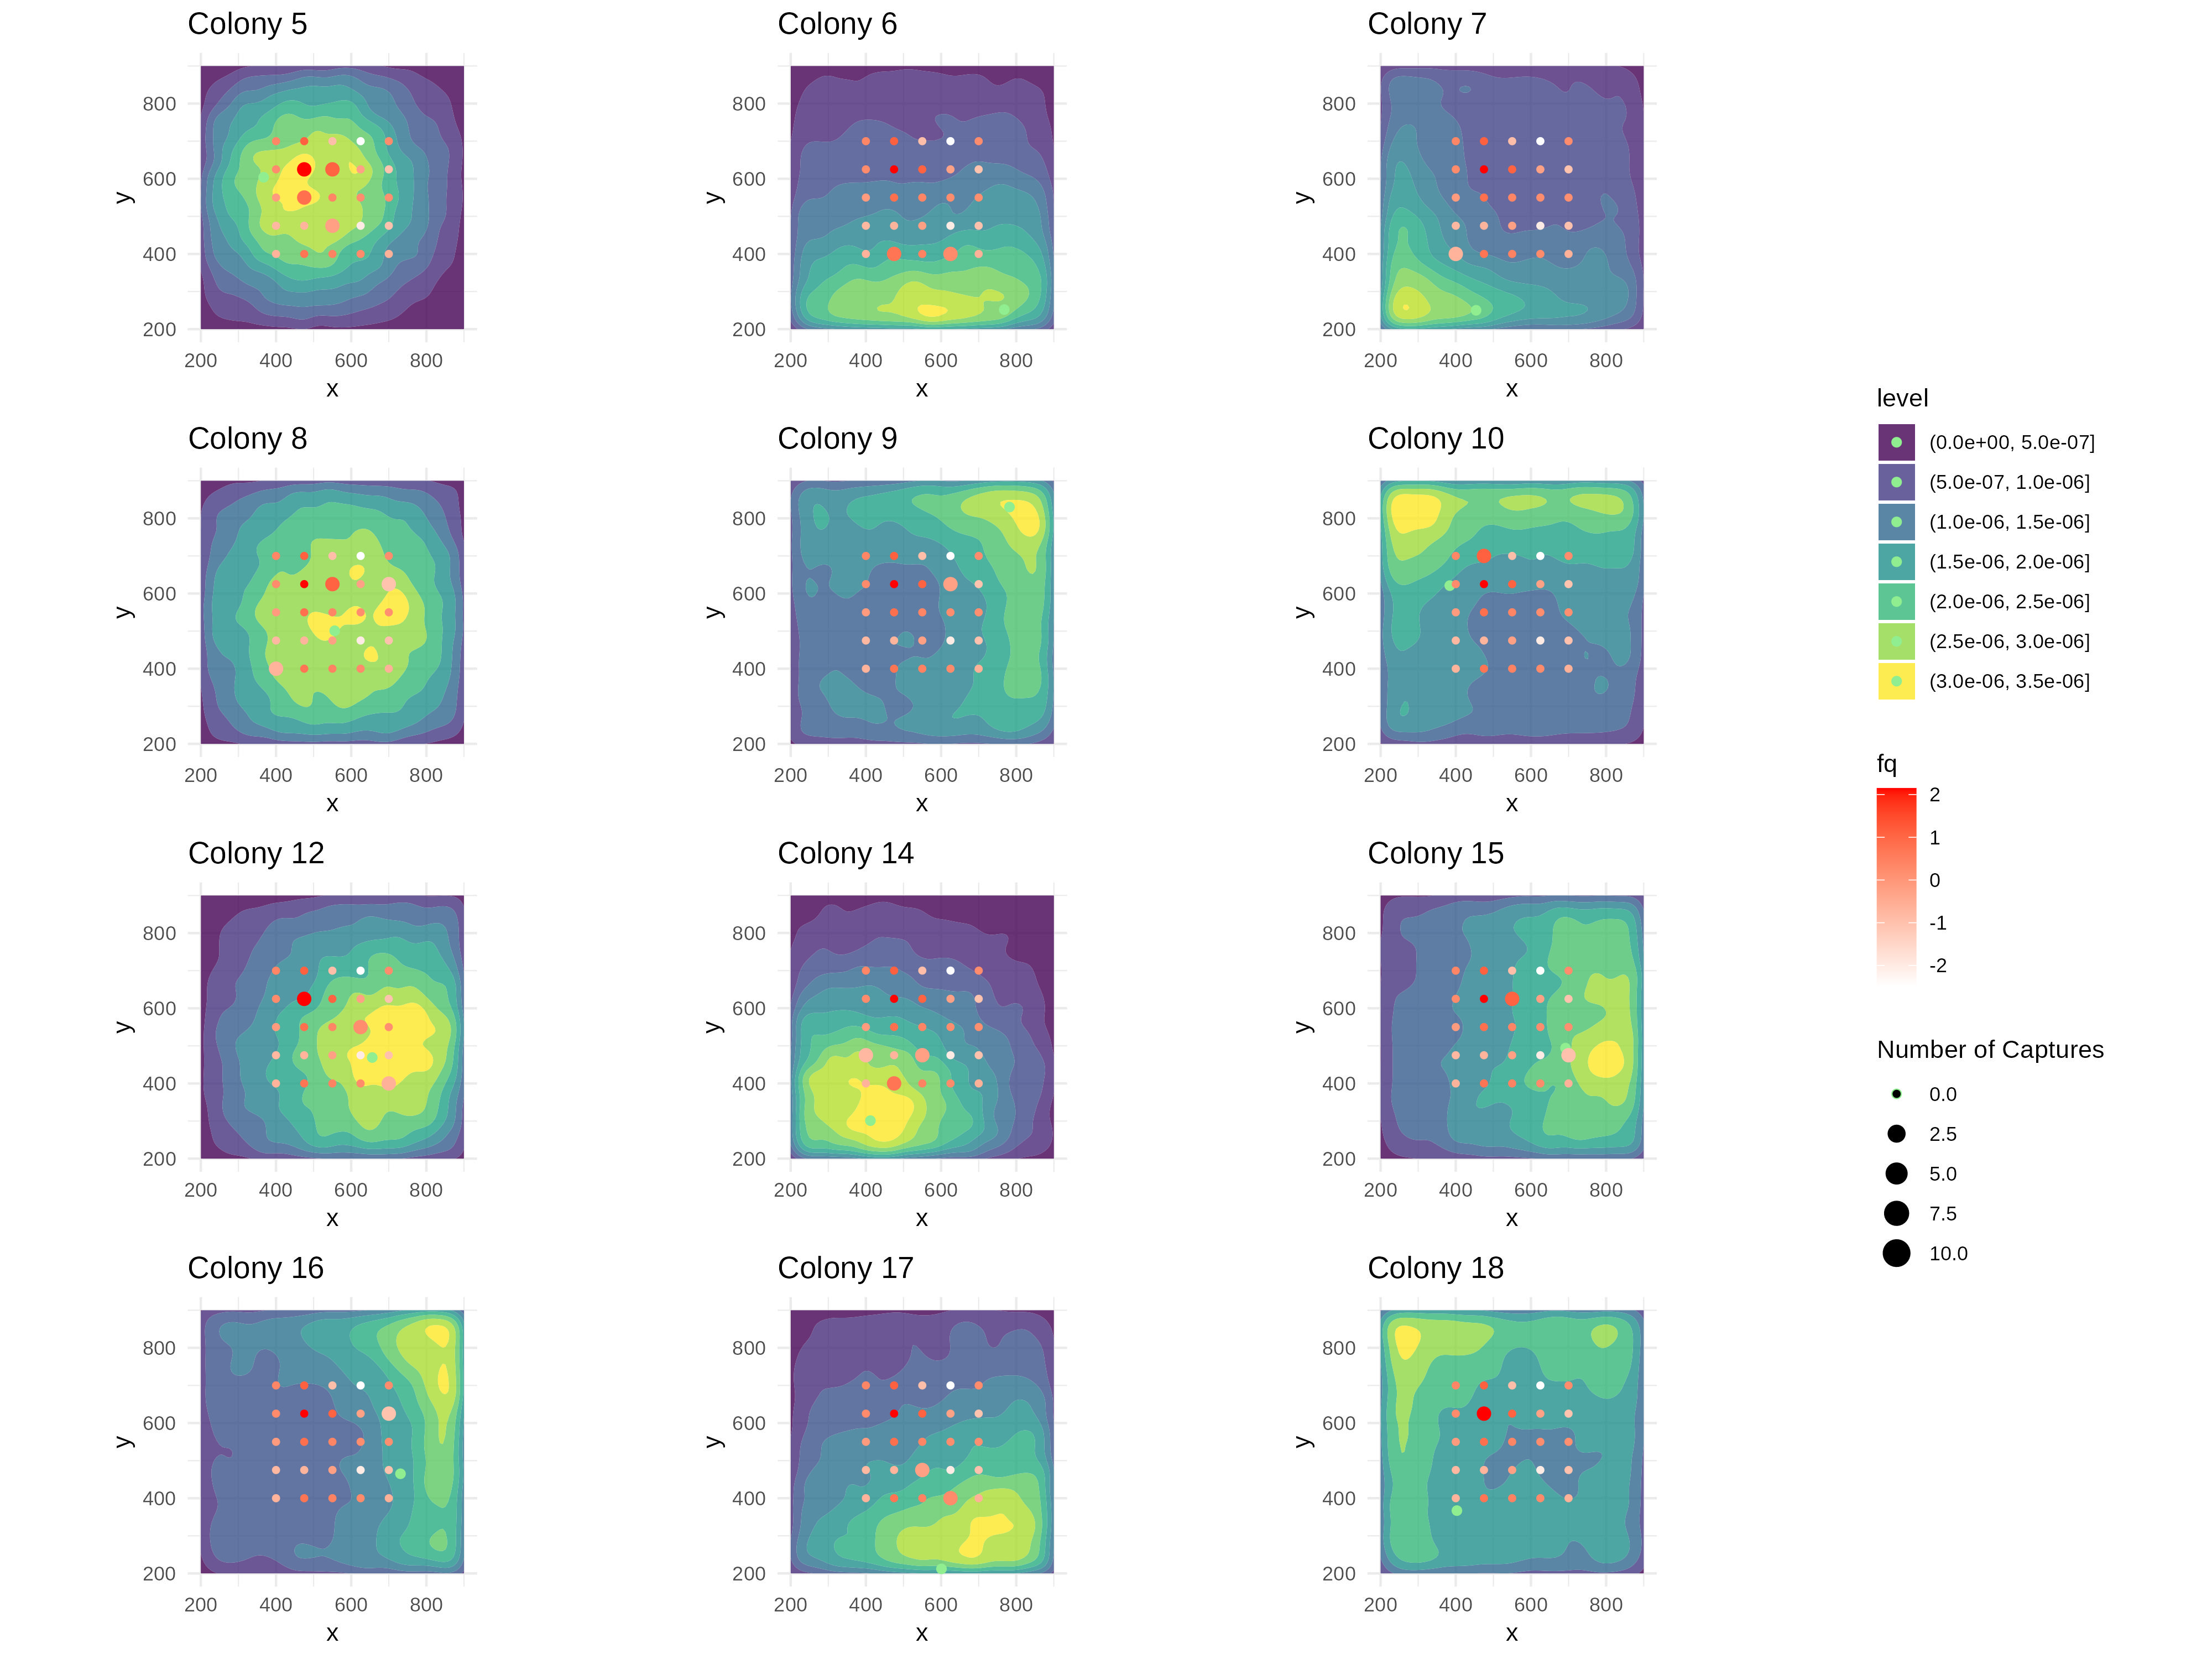 Colony 5
Colony 6
Colony 7
y
800
600
400
200
200 400 600 800
x
y
800
600
400
200
200 400 600 800
x
y
800
600
400
200
200 400 600 800
x
Colony 8
Colony 9
Colony 10
y
800
600
400
200
200 400 600 800
x
y
800
600
400
200
200 400 600 800
x
y
800
600
400
200
200 400 600 800
x
Colony 12
Colony 14
Colony 15
y
800
600
400
200
200 400 600 800
x
y
800
600
400
200
200 400 600 800
x
y
800
600
400
200
200 400 600 800
x
Colony 16
Colony 17
Colony 18
y
800
600
400
200
200 400 600 800
x
y
800
600
400
200
200 400 600 800
x
y
800
600
400
200
200 400 600 800
x
level
(0.0e+00, 5.0e-07]
(5.0e-07, 1.0e-06]
(1.0e-06, 1.5e-06]
(1.5e-06, 2.0e-06]
(2.0e-06, 2.5e-06]
(2.5e-06, 3.0e-06]
(3.0e-06, 3.5e-06]
fq
2
1
0
-1
-2
Number of Captures
0.0
2.5
5.0
7.5
10.0